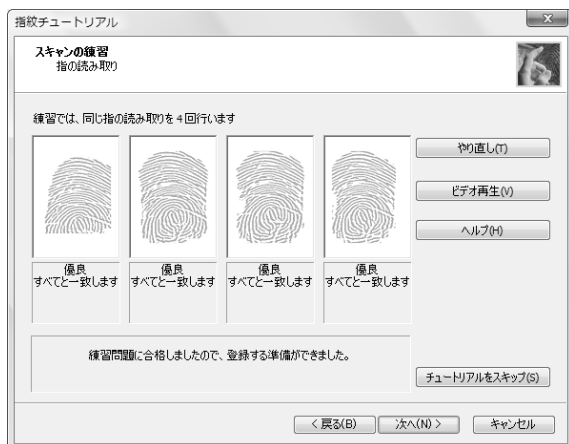 指紋チュートリアル
スキャンの練習
指の読み取り
練習では、同じ指の読み取りを4回行います
やり直し(T)
ビデオ再生(V)
ヘルプ(H)
優良
すべてと一致します
優良
すべてと一致します
優良
すべてと一致します
優良
すべてと一致します
練習問題に合格しましたので、登録する準備ができました。
チュートリアルをスキップ(S)
< 戻る(B)
次へ(N) >
キャンセル